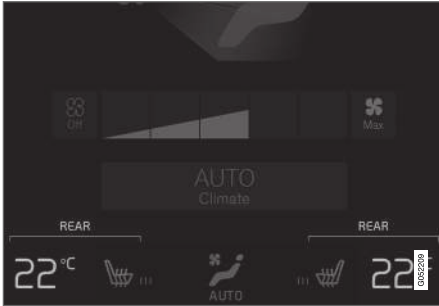 Off
Max
AUTO
Climate
REAR
REAR
22°C
22
AUTO
G052209